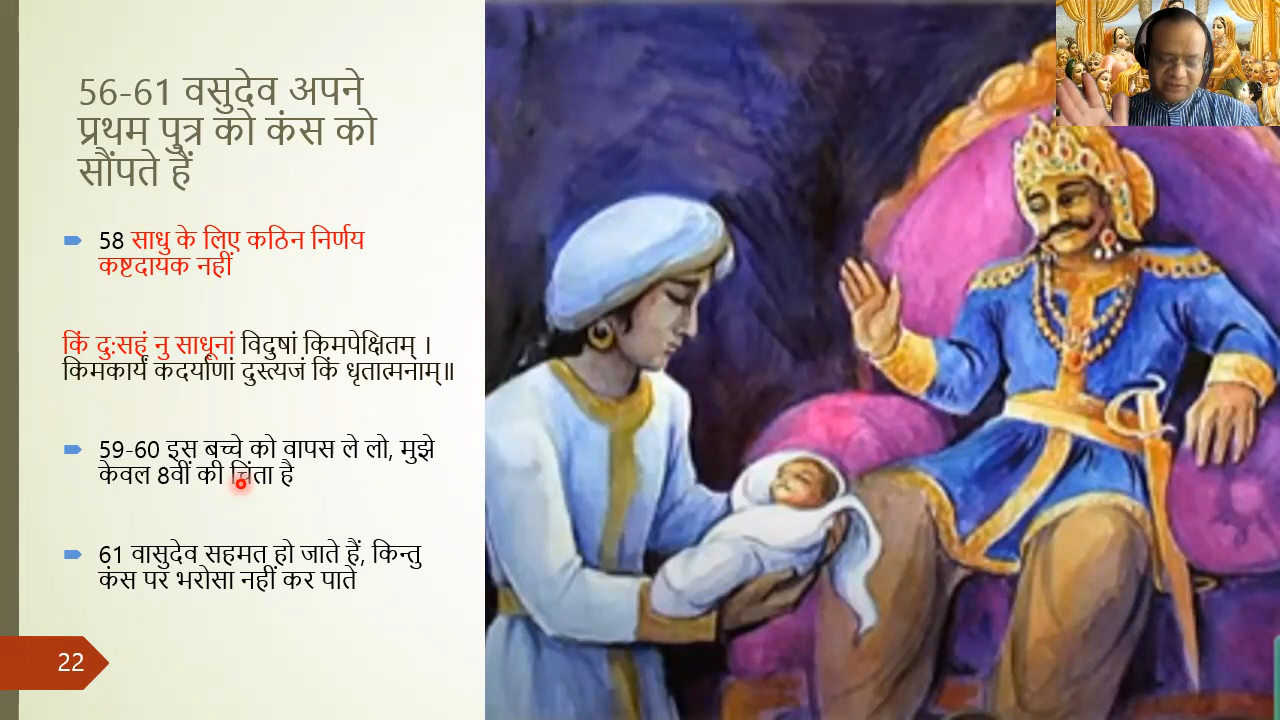 56-61 वसुदेव अपने
प्रथम पुत्र को कंस को
सौंपते हैं
58 साधु के लिए कठिन निर्णय
कष्टदायक नहीं
किं दुःसहं नु साधूनां विदुषां किमपेक्षितम् ।
किमकार्यं कदर्याणां दुस्त्यजं किं धृतात्मनाम्॥
59-60 इस बच्चे को वापस ले लो, मुझे
केवल 8वीं की चिंता है
61 वासुदेव सहमत हो जाते हैं, किन्तु
कंस पर भरोसा नहीं कर पाते
22